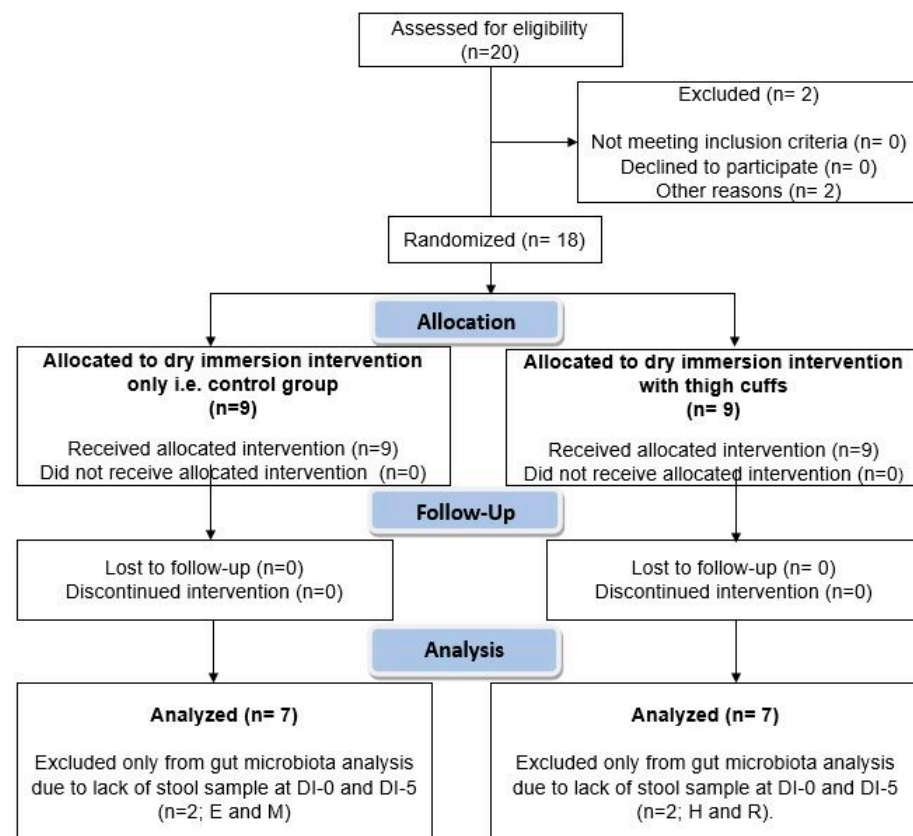 Assessed for eligibility
(n=20)
Excluded (n= 2)
Not meeting inclusion criteria (n= 0)
Declined to participate (n= 0)
Other reasons (n= 2)
Randomized (n= 18)
Allocation
Allocated to dry immersion intervention
only i.e. control group
(n=9)
Received allocated intervention (n=9)
Did not receive allocated intervention (n=0)
Allocated to dry immersion intervention
with thigh cuffs
(n= 9)
Received allocated intervention (n=9)
Did not receive allocated intervention (n=0)
Follow-Up
Lost to follow-up (n=0)
Discontinued intervention (n=0)
Lost to follow-up (n= 0)
Discontinued intervention (n=0)
Analysis
Analyzed (n= 7)
Excluded only from gut microbiota analysis
due to lack of stool sample at DI-0 and DI-5
(n=2; E and M)
Analyzed (n= 7)
Excluded only from gut microbiota analysis
due to lack of stool sample at DI-0 and DI-5
(n=2; H and R).